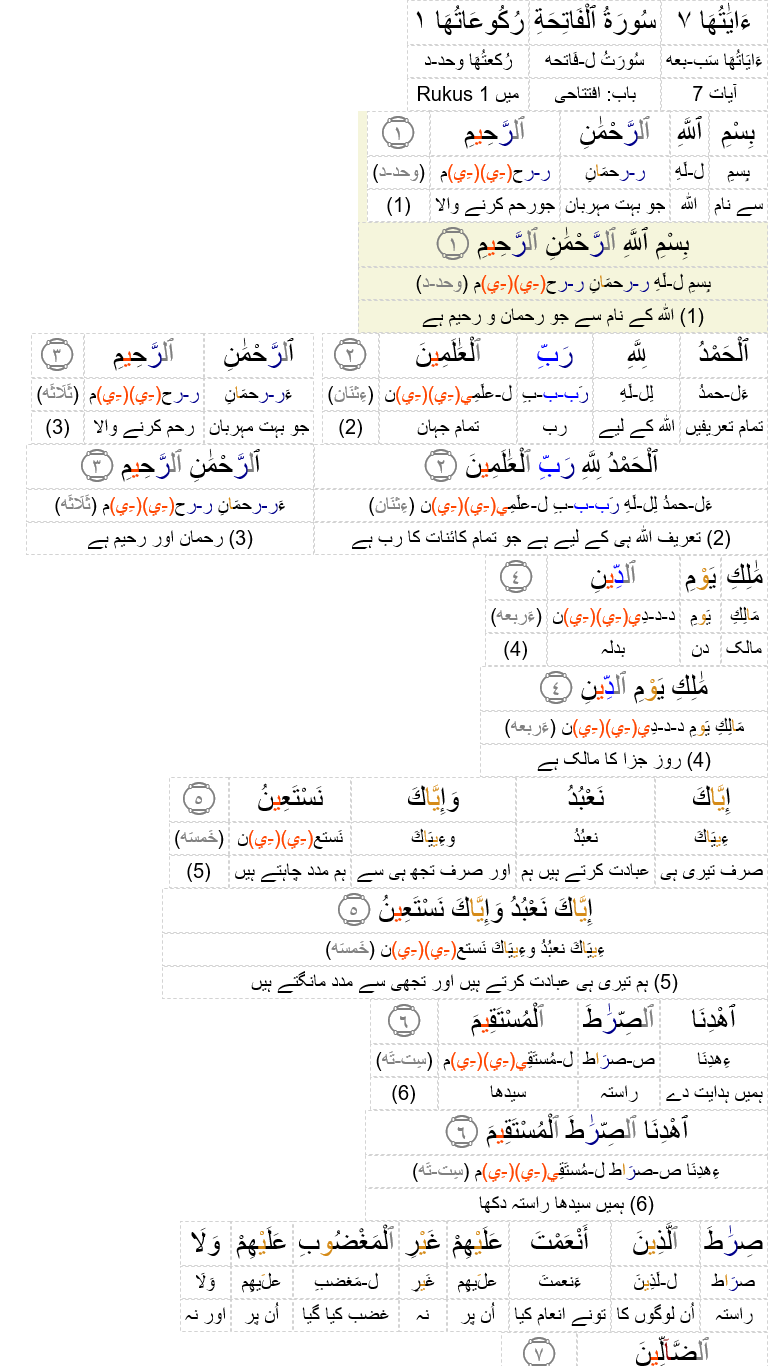 ءَايَٰتُهَا ٧ سُورَةُ ٱلْفَاتِحَةِ رُكُوعَاتُهَا ١
ءَايَاتُهَا سَب-بعه سُورَتُ ل-فَاتحه رُكعتُهَا وحد-د
آیات 7 باب: افتتاحی میں 1 Rukus
بِسْمِ ٱللَّهِ ٱلرَّحْمَٰنِ ٱلرَّحِيمِ ١
بِسمِ ل-لَهِ ر-رحمَانِ ر-رح(-ِي)(-ِي)م (وحد-د)
سے نام اللہ جو بہت مہربان جورحم کرنے والا (1)
بِسْمِ ٱللَّهِ ٱلرَّحْمَٰنِ ٱلرَّحِيمِ ١
بِسمِ ل-لَهِ ر-رحمَانِ ر-رح(-ِي)(-ِي)م (وحد-د)
(1) اللہ کے نام سے جو رحمان و رحیم ہے
ٱلْحَمْدُ لِلَّهِ رَبِّ ٱلْعَٰلَمِينَ ٢ ٱلرَّحْمَٰنِ ٱلرَّحِيمِ ٣
ءَل-حمدُ لِل-لَهِ رَب-ب-بِ ل-علَمِي(-ِي)(-ِي)ن (ءِثنَان) ءَر-رحمَانِ ر-رح(-ِي)(-ِي)م (ثَلَاثَه)
تمام تعریفیں اللہ کے لیے رب تمام جہان (2) جو بہت مہربان رحم کرنے والا (3)
ٱلْحَمْدُ لِلَّهِ رَبِّ ٱلْعَٰلَمِينَ ٢ ٱلرَّحْمَٰنِ ٱلرَّحِيمِ ٣
ءَل-حمدُ لِل-لَهِ رَب-ب-بِ ل-علَمِي(-ِي)(-ِي)ن (ءِثنَان) ءَر-رحمَانِ ر-رح(-ِي)(-ِي)م (ثَلَاثَه)
(2) تعریف اللہ ہی کے لیے ہے جو تمام کائنات کا رب ہے (3) رحمان اور رحیم ہے
مَٰلِكِ يَوْمِ ٱلدِّينِ ٤
مَالِكِ يَومِ د-د-دِي(-ِي)(-ِي)ن (ءَربعه)
مالک دن بدلہ (4)
مَٰلِكِ يَوْمِ ٱلدِّينِ ٤
مَالِكِ يَومِ د-د-دِي(-ِي)(-ِي)ن (ءَربعه)
(4) روز جزا کا مالک ہے
إِيَّاكَ نَعْبُدُ وَإِيَّاكَ نَسْتَعِينُ ٥
ءِييَاكَ نعبُدُ وءِييَاكَ نَستع(-ِي)(-ِي)ن (خَمسَه)
صرف تیری ہی عبادت کرتے ہیں ہم اور صرف تجھ ہی سے ہم مدد چاہتے ہیں (5)
إِيَّاكَ نَعْبُدُ وَإِيَّاكَ نَسْتَعِينُ ٥
ءِييَاكَ نعبُدُ وءِييَاكَ نَستع(-ِي)(-ِي)ن (خَمسَه)
(5) ہم تیری ہی عبادت کرتے ہیں اور تجھی سے مدد مانگتے ہیں
ٱهْدِنَا ٱلصِّرَٰطَ ٱلْمُسْتَقِيمَ ٦
ءِهدِنَا ص-صرَاط ل-مُستَقِي(-ِي)(-ِي)م (سِت-تَه)
ہمیں ہدایت دے راستہ سیدھا (6)
ٱهْدِنَا ٱلصِّرَٰطَ ٱلْمُسْتَقِيمَ ٦
ءِهدِنَا ص-صرَاط ل-مُستَقِي(-ِي)(-ِي)م (سِت-تَه)
(6) ہمیں سیدھا راستہ دکھا
صِرَٰطَ ٱلَّذِينَ أَنْعَمْتَ عَلَيْهِمْ غَيْرِ ٱلْمَغْضُوبِ عَلَيْهِمْ وَلَا
صرَاط ل-لَذِينَ ءَنعمتَ علَيهِم غَيرِ ل-مَغضبِ علَيهِم وَلَا
راستہ اُن لوگوں کا تونے انعام کیا اُن پر نہ غضب کیا گیا اُن پر اور نہ
ٱلضَّآلِّينَ ٧